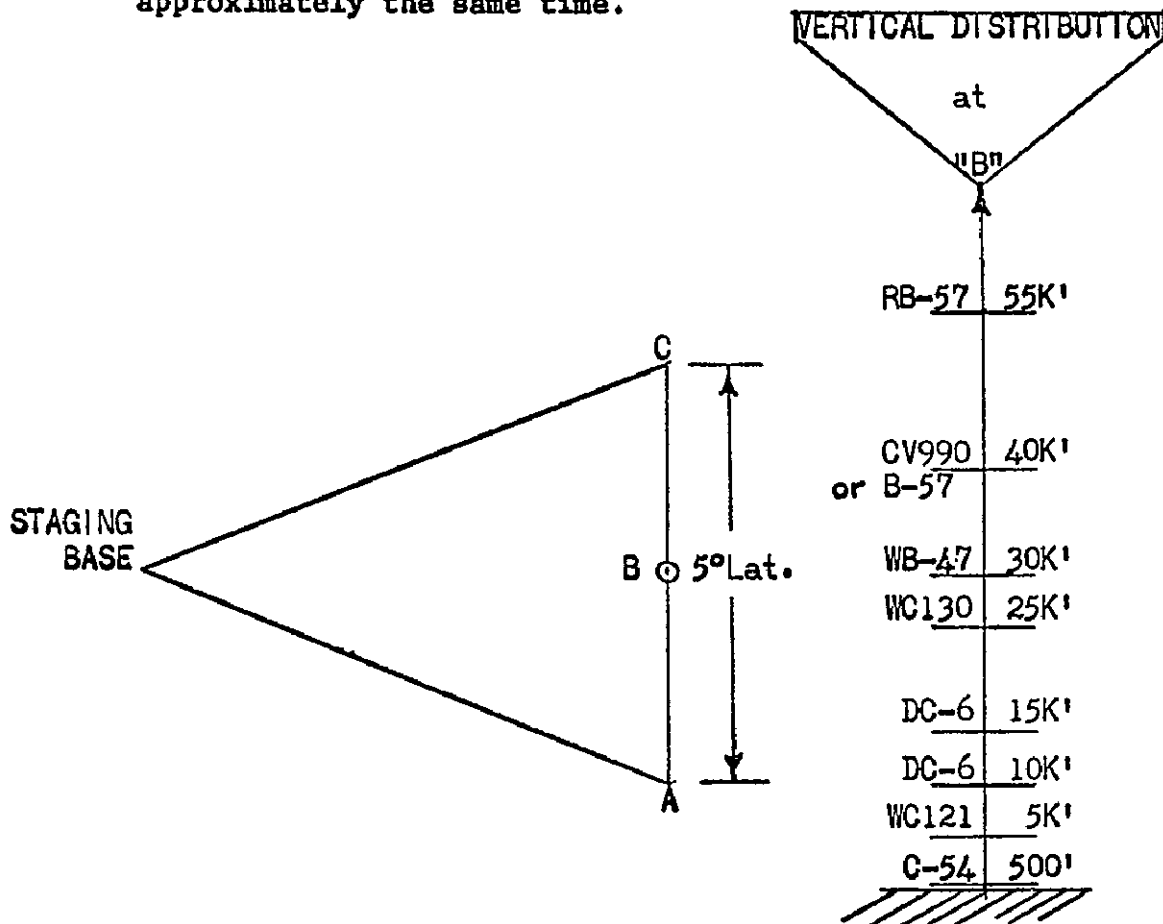 approximately the same time.
VERTICAL DISTRIBUTION
at
"B"
RB-57 55K'
C
CV990 40K'
or B-57
STAGING
BASE
B 5°Lat.
WB-47 30K'
WC130 25K'
DC-6 15K'
DC-6 10K'
A
WC121 5K'
C-54 500'